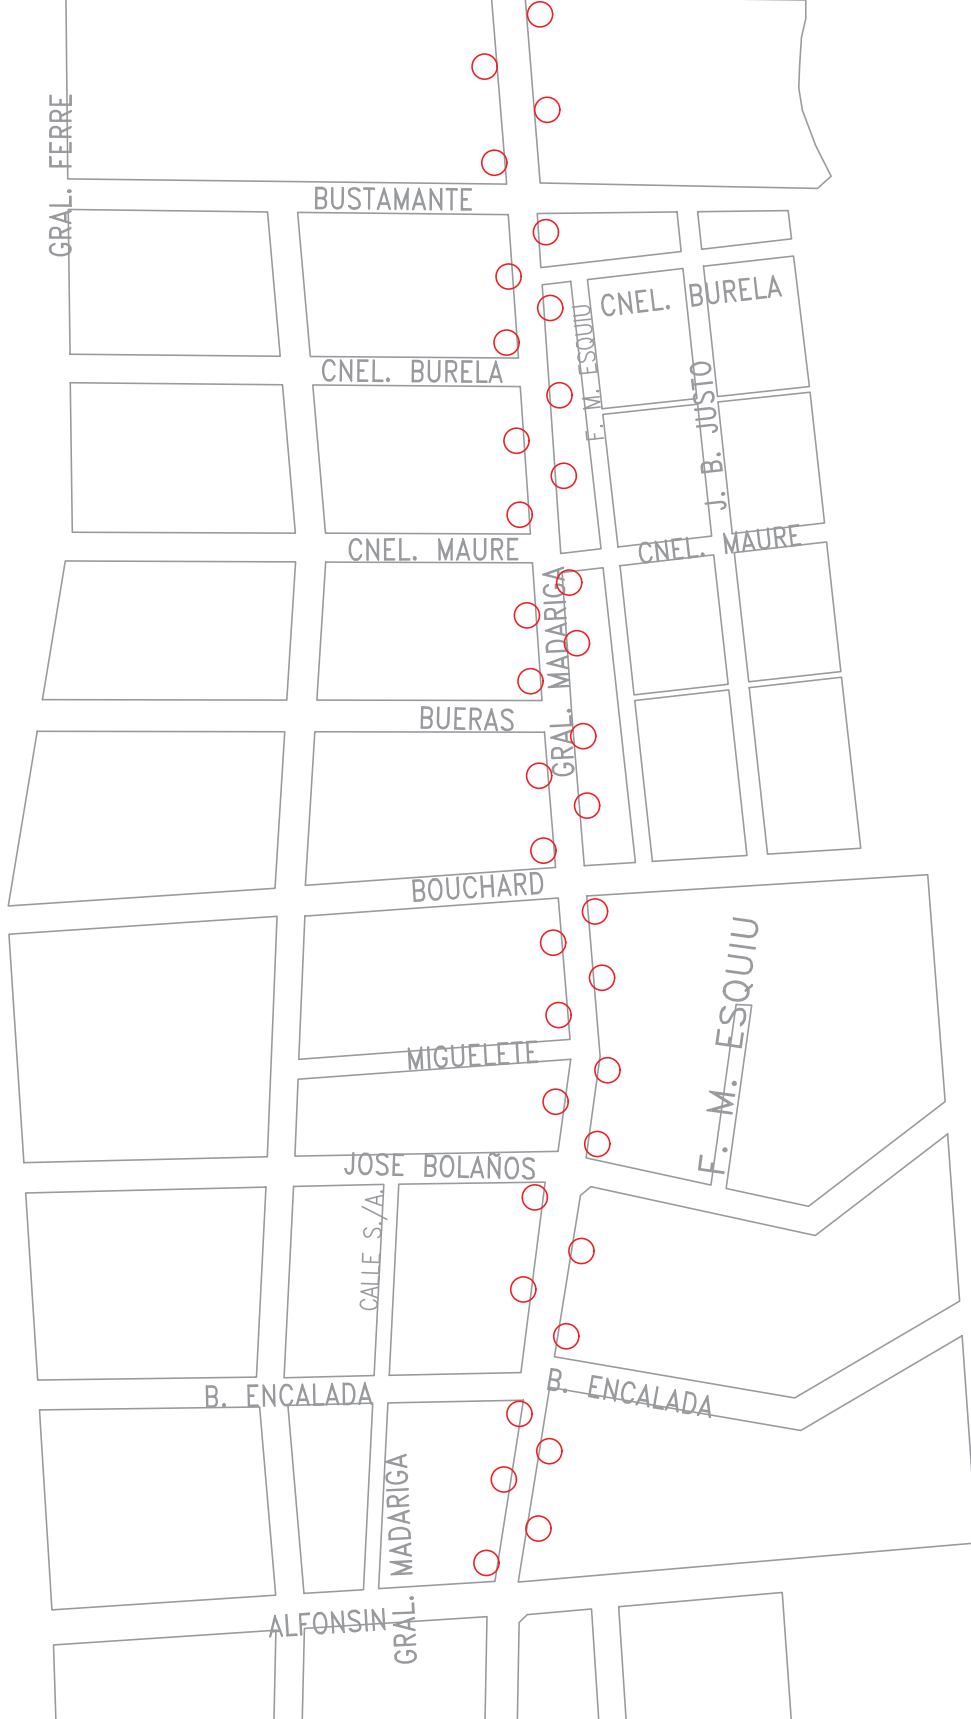 GRAL. FERRE
BUSTAMANTE
CNEL. BURELA
F. M. ESQUIU
CNEL. BURELA
J. B. JUSTO
CNEL. MAURE
CNEL. MAURE
GRAL. MADARIGA
BUERAS
BOUCHARD
F. M. ESQUIU
MIGUELETE
JOSE BOLAÑOS
CALLE S./A.
B. ENCALADA
B. ENCALADA
GRAL. MADARIGA
ALFONSIN